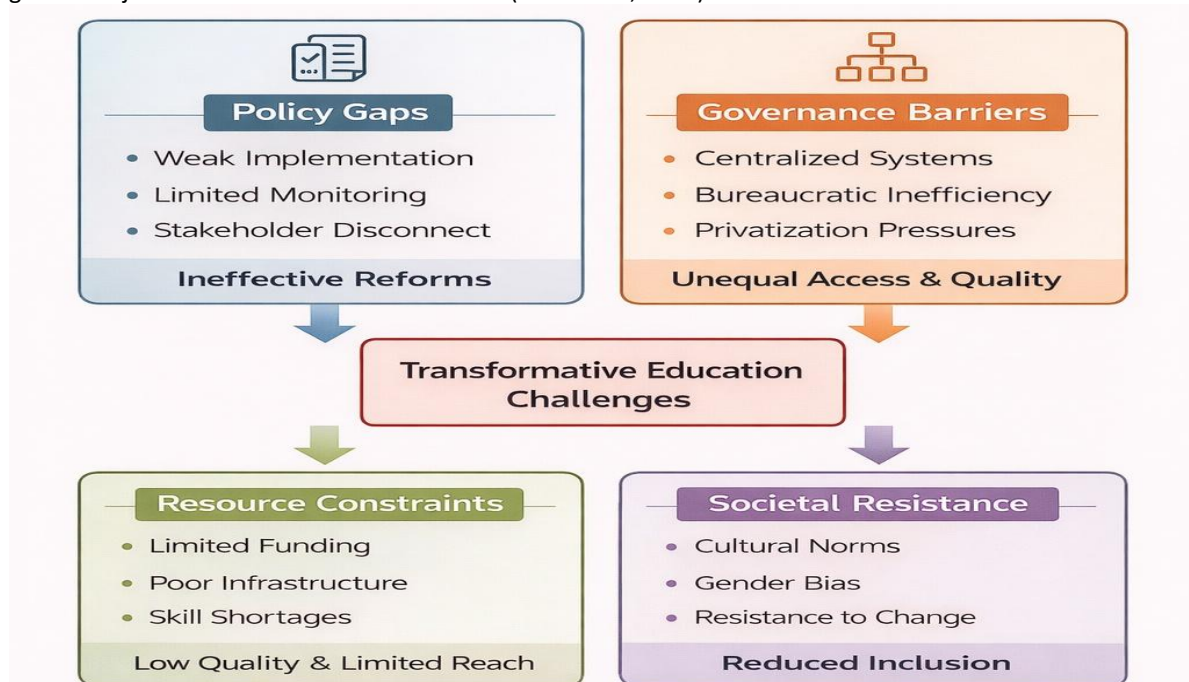 Policy Gaps
• Weak Implementation
• Limited Monitoring
• Stakeholder Disconnect
Ineffective Reforms
Governance Barriers
• Centralized Systems
• Bureaucratic Inefficiency
• Privatization Pressures
Unequal Access & Quality
Transformative Education
Challenges
Resource Constraints
• Limited Funding
• Poor Infrastructure
• Skill Shortages
Low Quality & Limited Reach
Societal Resistance
• Cultural Norms
• Gender Bias
• Resistance to Change
Reduced Inclusion